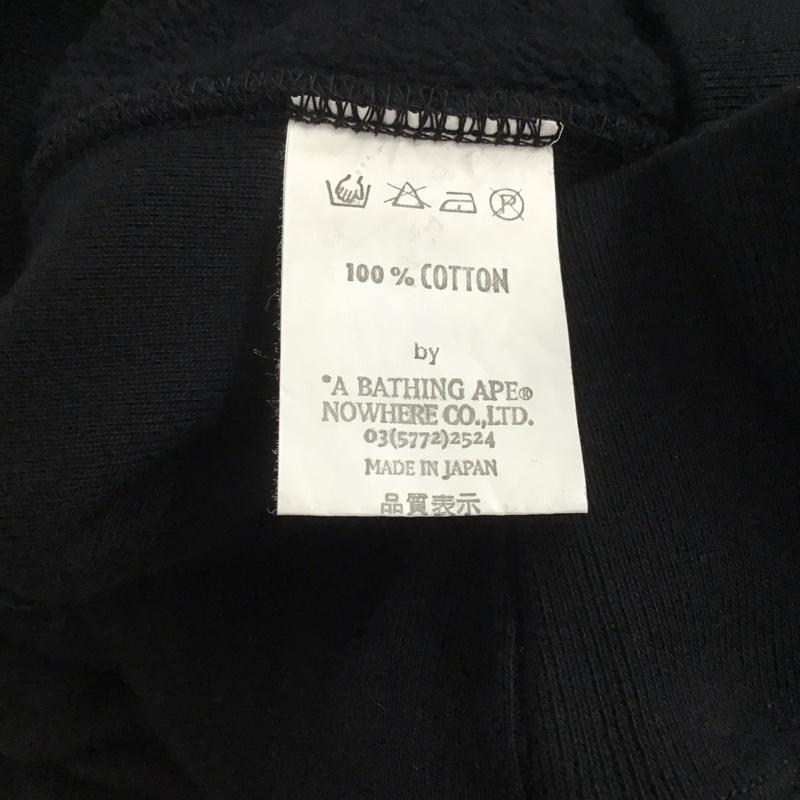 P
100 % COTTON
by
*A BATHING APE®
NOWHERE CO.,LTD.
03(5772)2524
MADE IN JAPAN
品質表示